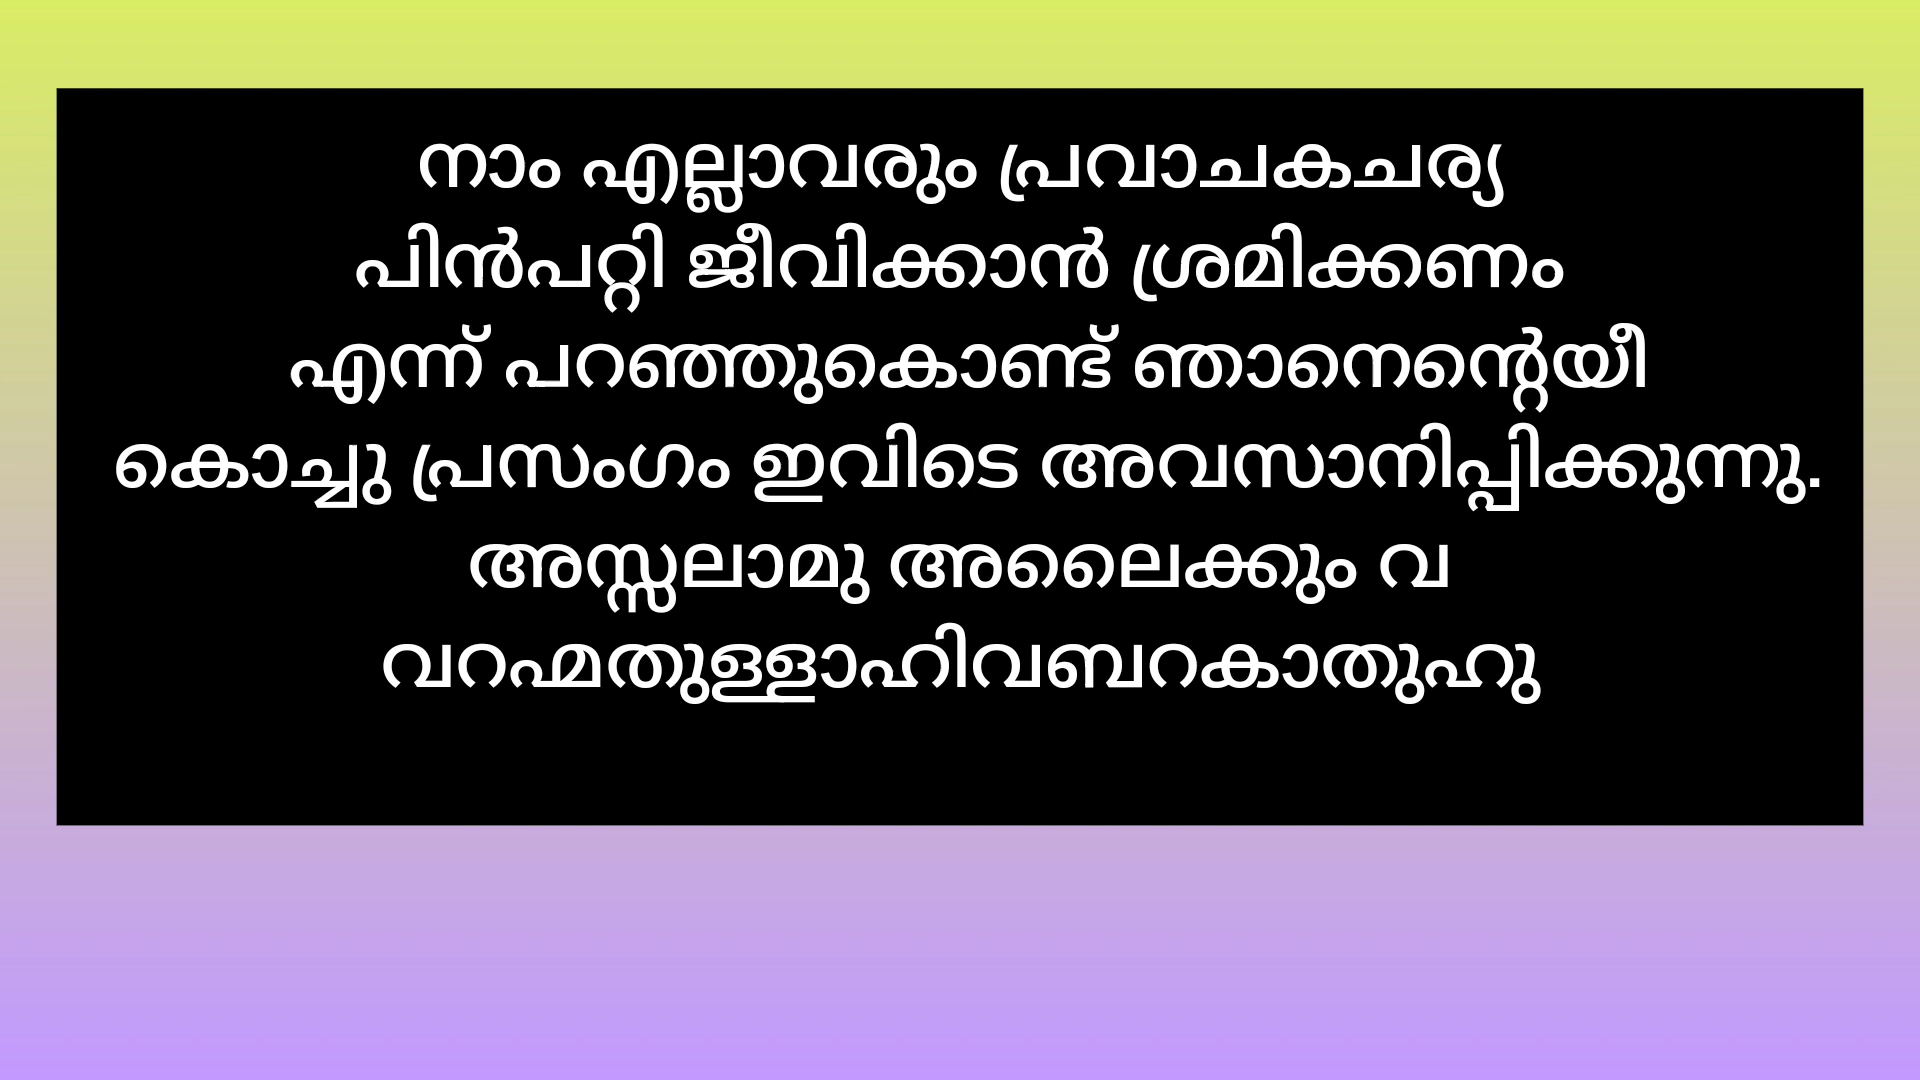 നാം എല്ലാവരും പ്രവാചകചര്യ
പിൻപറ്റി ജീവിക്കാൻ ശ്രമിക്കണം
എന്ന് പറഞ്ഞുകൊണ്ട് ഞാനെന്റെയീ
കൊച്ചു പ്രസംഗം ഇവിടെ അവസാനിപ്പിക്കുന്നു.
അസ്സലാമു അലൈക്കും വ
വറഹ്മതുള്ളാഹിവബറകാതുഹു